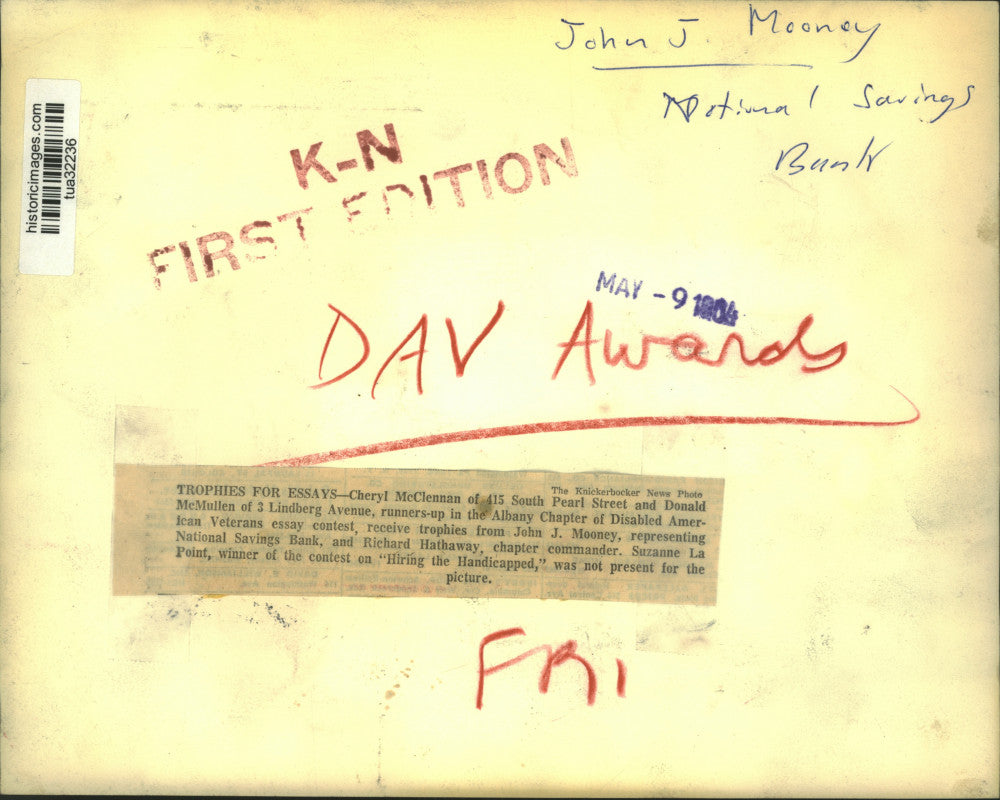 John J. Mooney
National Savings
Bank
historicimages.com
tua32236
K-N
FIRST EDITION
MAY - 9
DAV Awards
The Knickerbocker News Photo
TROPHIES FOR ESSAYS—Cheryl McClennan of 415 South Pearl Street and Donald
McMullen of 3 Lindberg Avenue, runners-up in the Albany Chapter of Disabled Amer-
ican Veterans essay contest, receive trophies from John J. Mooney, representing
National Savings Bank, and Richard Hathaway, chapter commander. Suzanne La
Point, winner of the contest on "Hiring the Handicapped," was not present for the
picture.
FRI